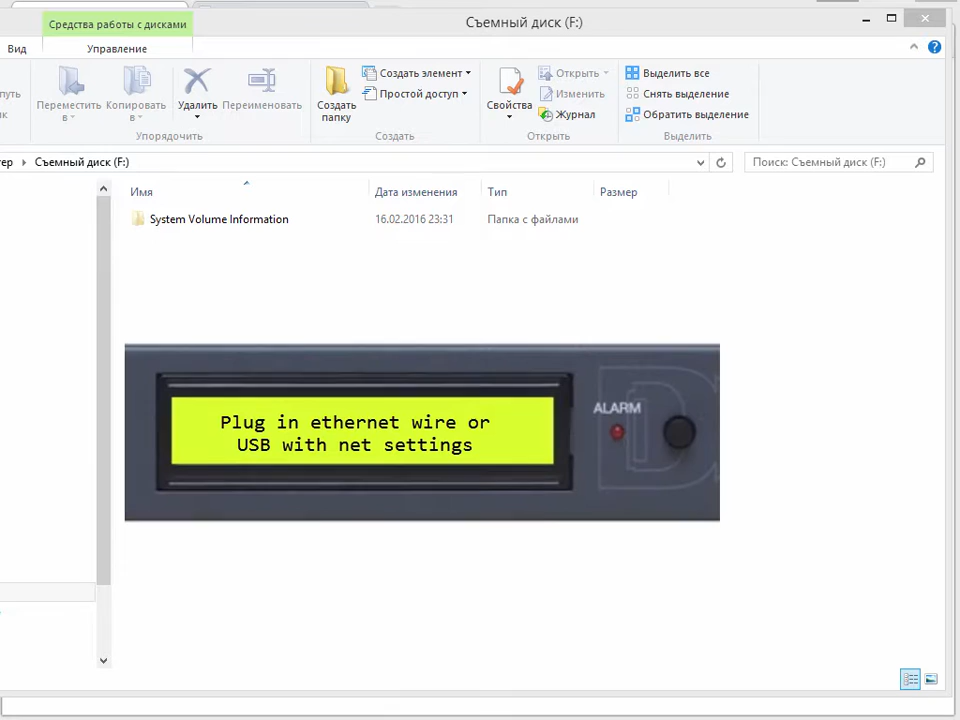 Средства работы с дисками
Съемный диск (F:)
Вид
Управление
Переместить в
Копировать в
Удалить
Переименовать
Упорядочить
Создать папку
Создать элемент
Простой доступ
Создать
Свойства
Открыть
Изменить
Журнал
Открыть
Выделить все
Снять выделение
Обратить выделение
Выделить
Съемный диск (F:)
Поиск: Съемный диск (F:)
Имя
Дата изменения
Тип
Размер
System Volume Information
16.02.2016 23:31
Папка с файлами
Plug in ethernet wire or
USB with net settings
ALARM